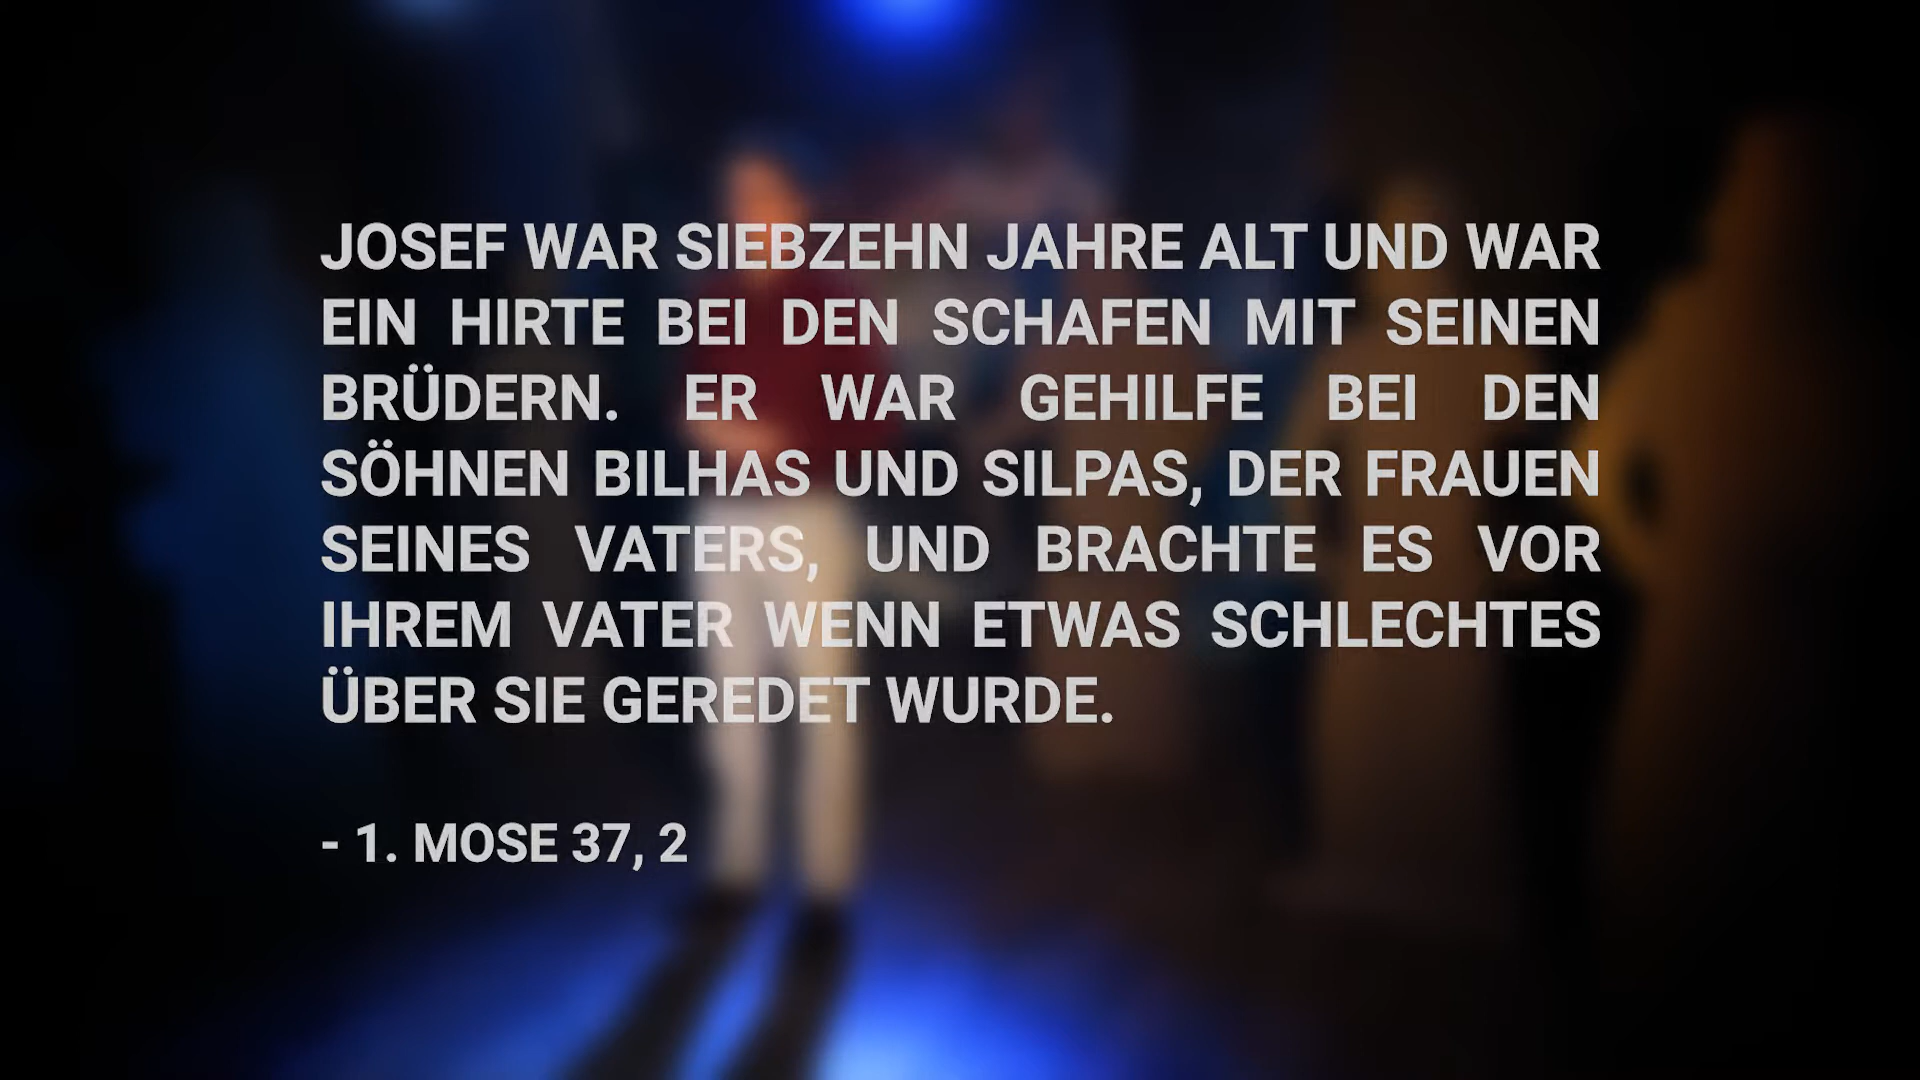 JOSEF WAR SIEBZEHN JAHRE ALT UND WAR
EIN HIRTE BEI DEN SCHAFEN MIT SEINEN
BRÜDERN. ER WAR GEHILFE BEI DEN
SÖHNEN BILHAS UND SILPAS, DER FRAUEN
SEINES VATERS, UND BRACHTE ES VOR
IHREM VATER WENN ETWAS SCHLECHTES
ÜBER SIE GEREDET WURDE.
- 1. MOSE 37, 2